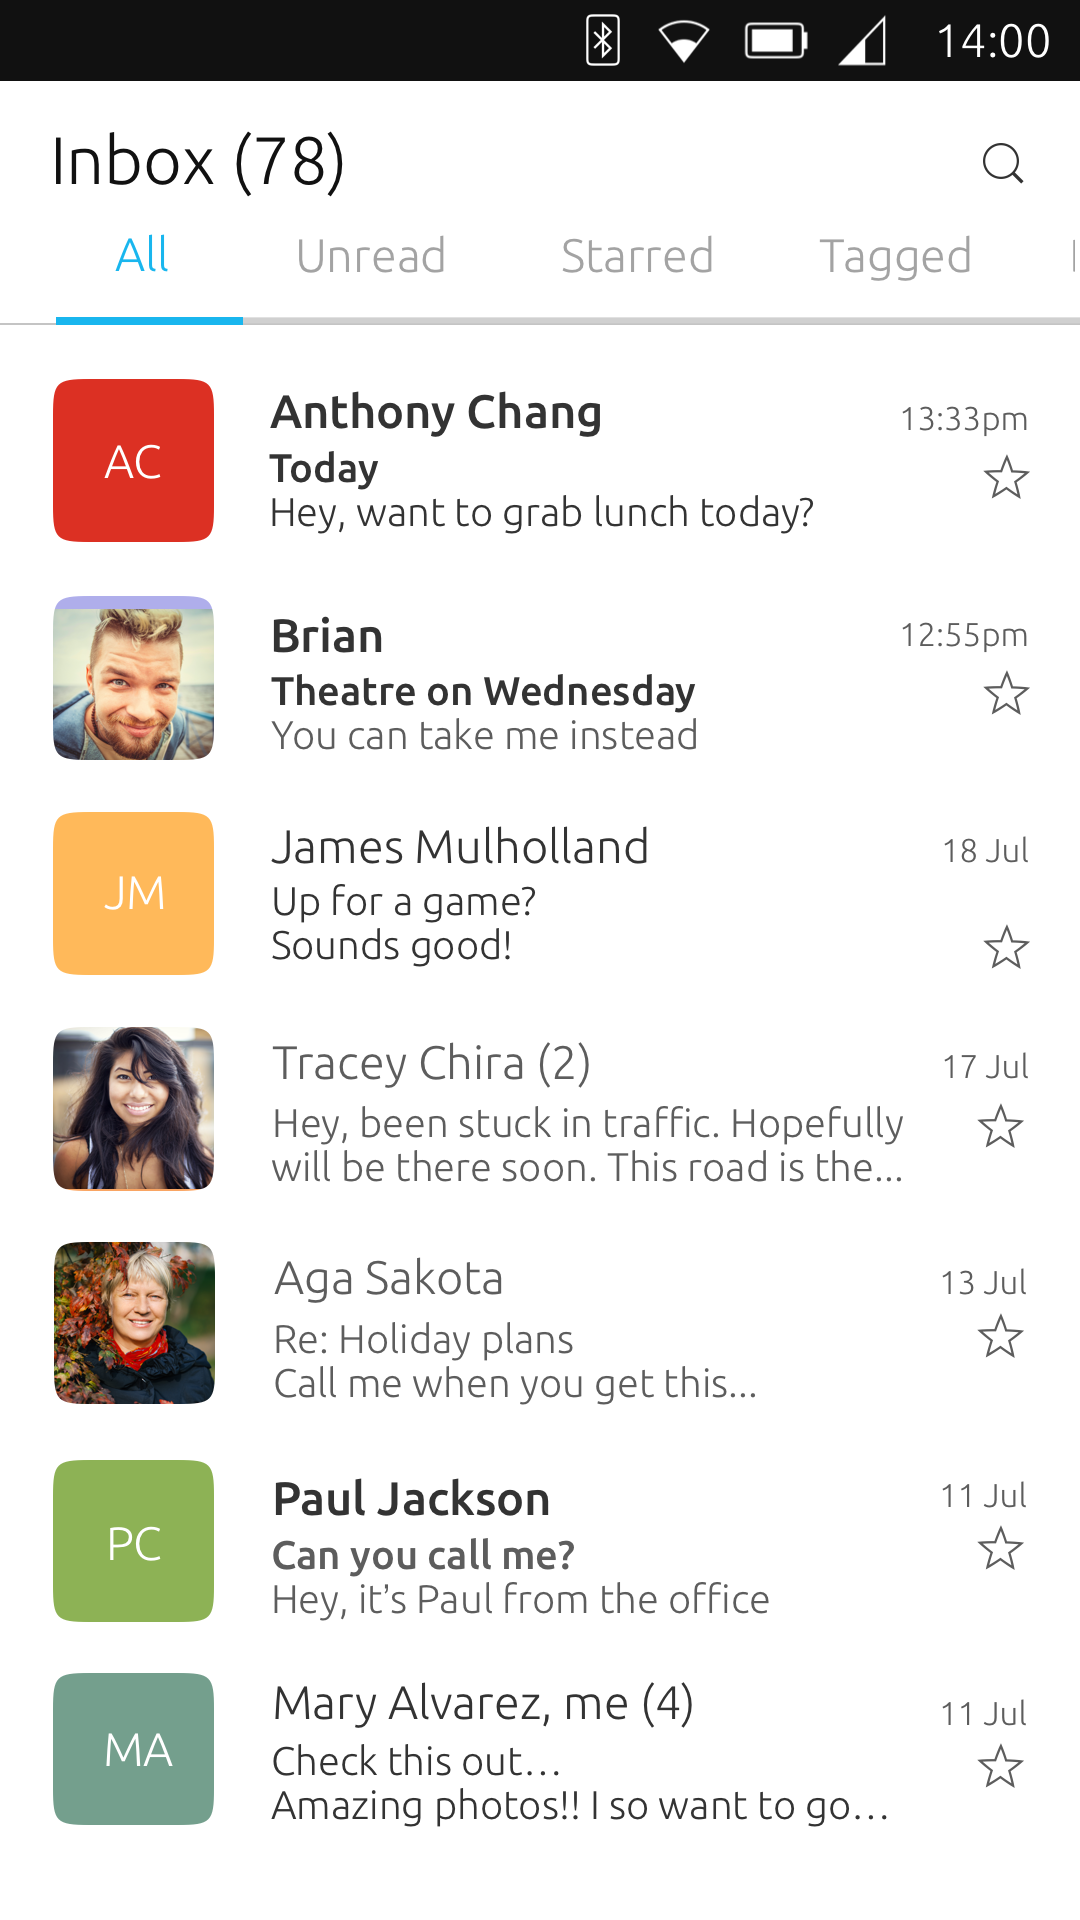 14:00
Inbox (78)
All Unread Starred Tagged
AC
Anthony Chang 13:33pm
Today
Hey, want to grab lunch today?
Brian 12:55pm
Theatre on Wednesday
You can take me instead
JM
James Mulholland 18 Jul
Up for a game?
Sounds good!
Tracey Chira (2) 17 Jul
Hey, been stuck in traffic. Hopefully
will be there soon. This road is the...
Aga Sakota 13 Jul
Re: Holiday plans
Call me when you get this...
PC
Paul Jackson 11 Jul
Can you call me?
Hey, it’s Paul from the office
MA
Mary Alvarez, me (4) 11 Jul
Check this out…
Amazing photos!! I so want to go…